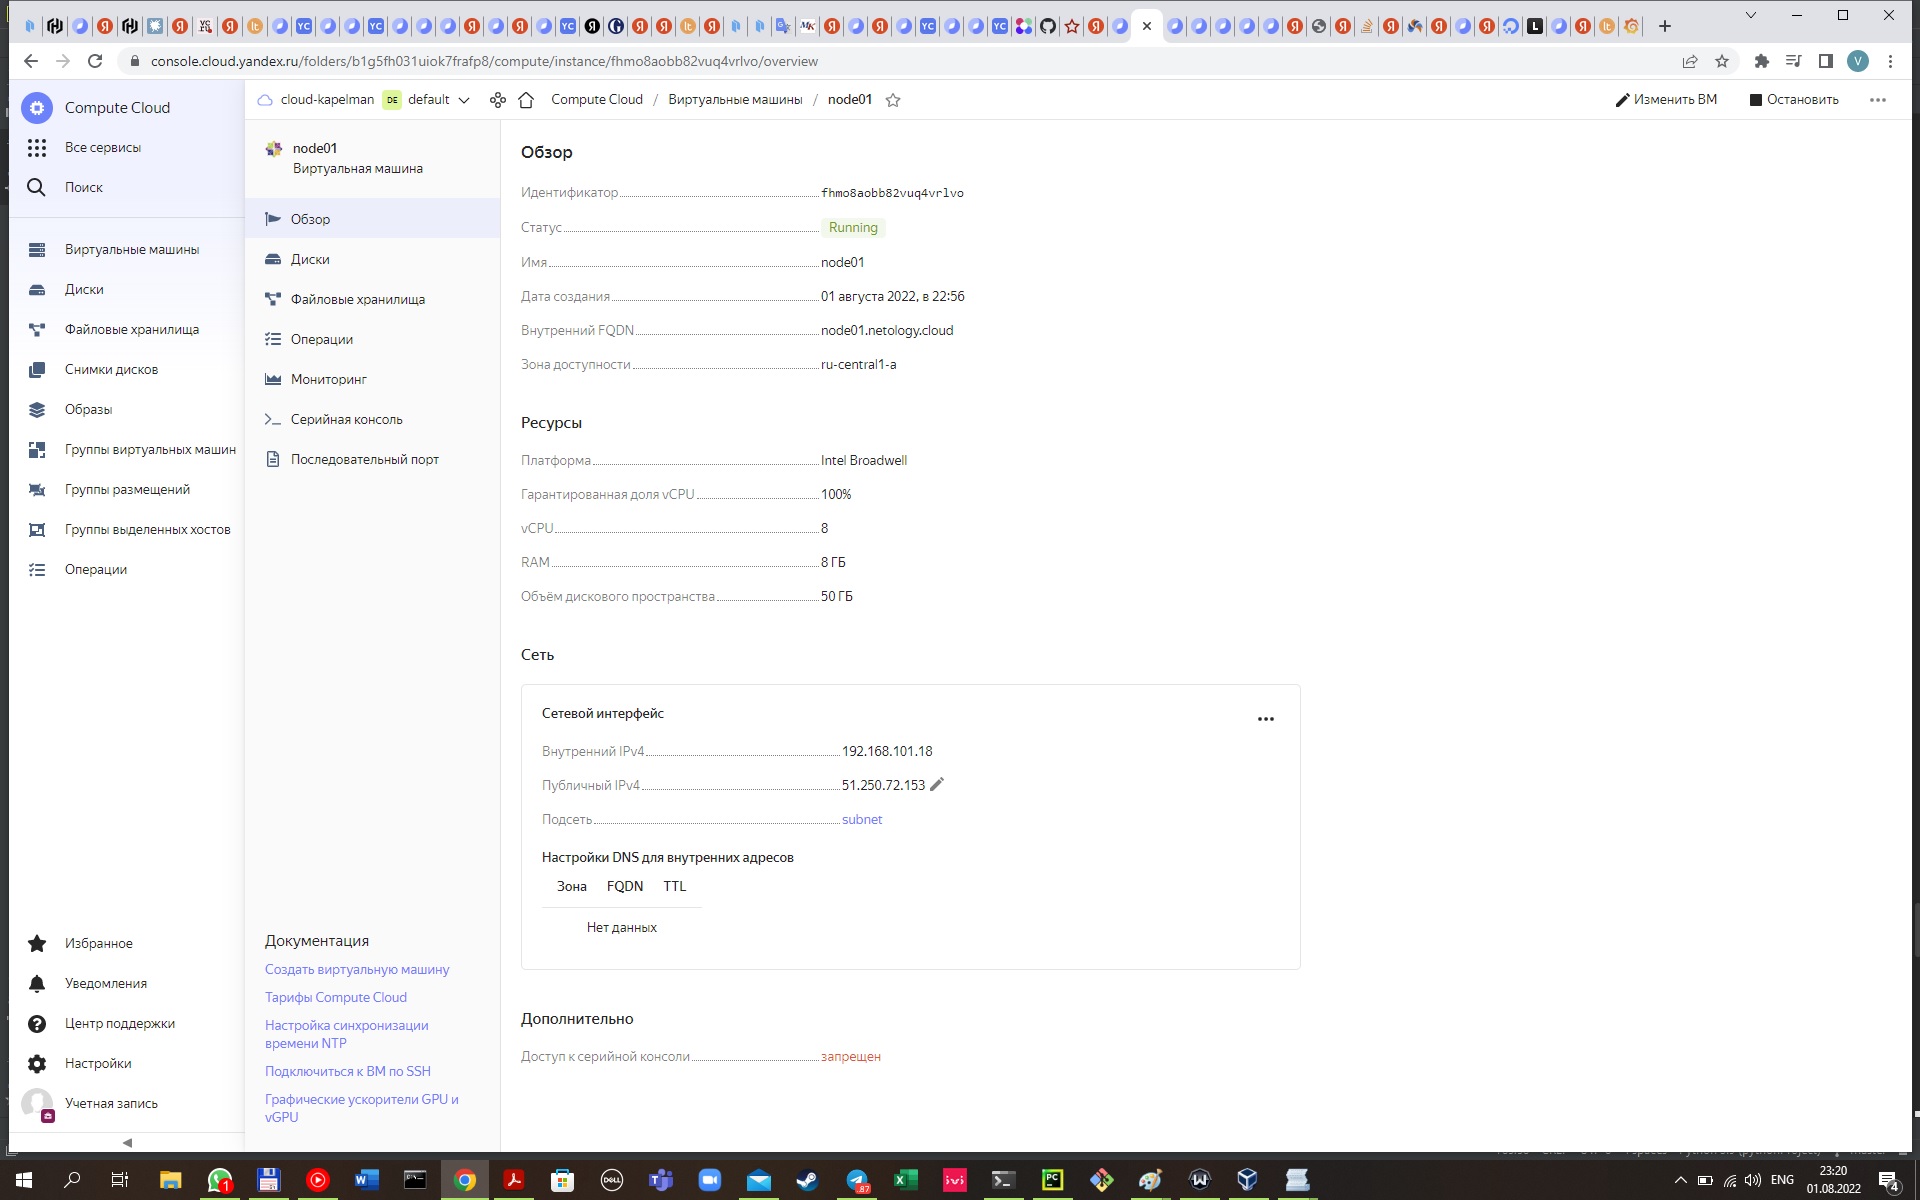 console.cloud.yandex.ru/folders/b1g5fh031uiok7frafp8/compute/instance/fhmo8aobb82vuq4vrlvo/overview
V
Compute Cloud
Все сервисы
Поиск
Виртуальные машины
Диски
Файловые хранилища
Снимки дисков
Образы
Группы виртуальных машин
Группы размещений
Группы выделенных хостов
Операции
Избранное
Уведомления
Центр поддержки
Настройки
Учетная запись
cloud-kapelman DE default Compute Cloud / Виртуальные машины / node01
Изменить ВМ Остановить
node01
Виртуальная машина
Обзор
Диски
Файловые хранилища
Операции
Мониторинг
Серийная консоль
Последовательный порт
Документация
Создать виртуальную машину
Тарифы Compute Cloud
Настройка синхронизации
времени NTP
Подключиться к ВМ по SSH
Графические ускорители GPU и
vGPU
Обзор
Идентификатор fhmo8aobb82vuq4vrlvo
Статус Running
Имя node01
Дата создания 01 августа 2022, в 22:56
Внутренний FQDN node01.netology.cloud
Зона доступности ru-central1-a
Ресурсы
Платформа Intel Broadwell
Гарантированная доля vCPU 100%
vCPU 8
RAM 8 ГБ
Объём дискового пространства 50 ГБ
Сеть
Сетевой интерфейс
Внутренний IPv4 192.168.101.18
Публичный IPv4 51.250.72.153
Подсеть subnet
Настройки DNS для внутренних адресов
Зона FQDN TTL
Нет данных
Дополнительно
Доступ к серийной консоли запрещен
ENG
23:20
01.08.2022
4